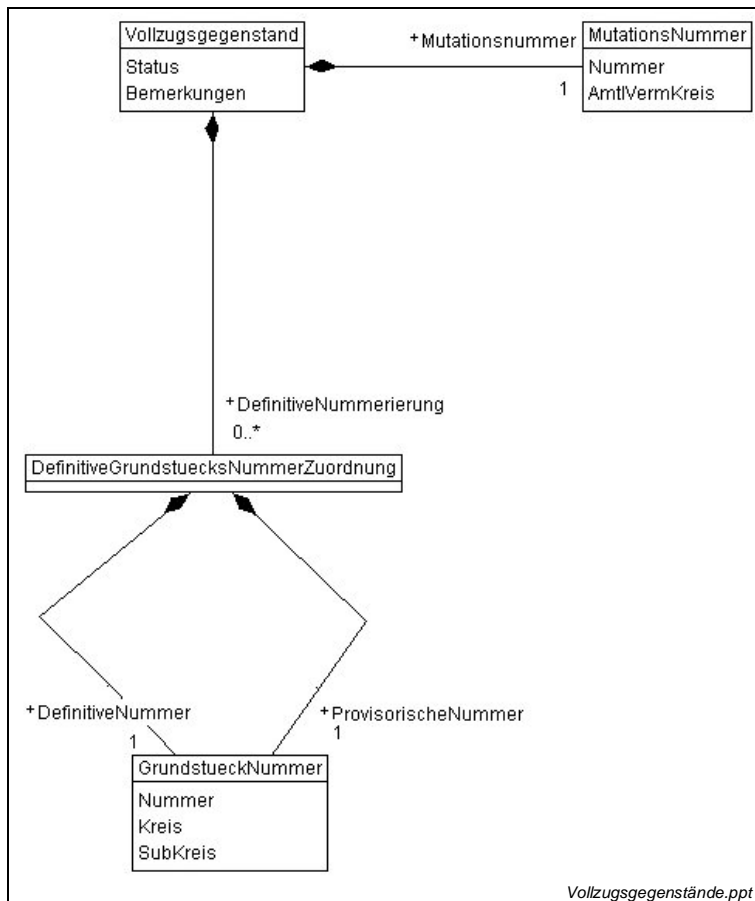 Vollzugsgegenstand
Status
Bemerkungen
+Mutationsnummer
1
MutationsNummer
Nummer
AmtlVermKreis
+DefinitiveNummerierung
0..*
DefinitiveGrundstuecksNummerZuordnung
+DefinitiveNummer
1
+ProvisorischeNummer
1
GrundstueckNummer
Nummer
Kreis
SubKreis
Vollzugsgegenstände.ppt